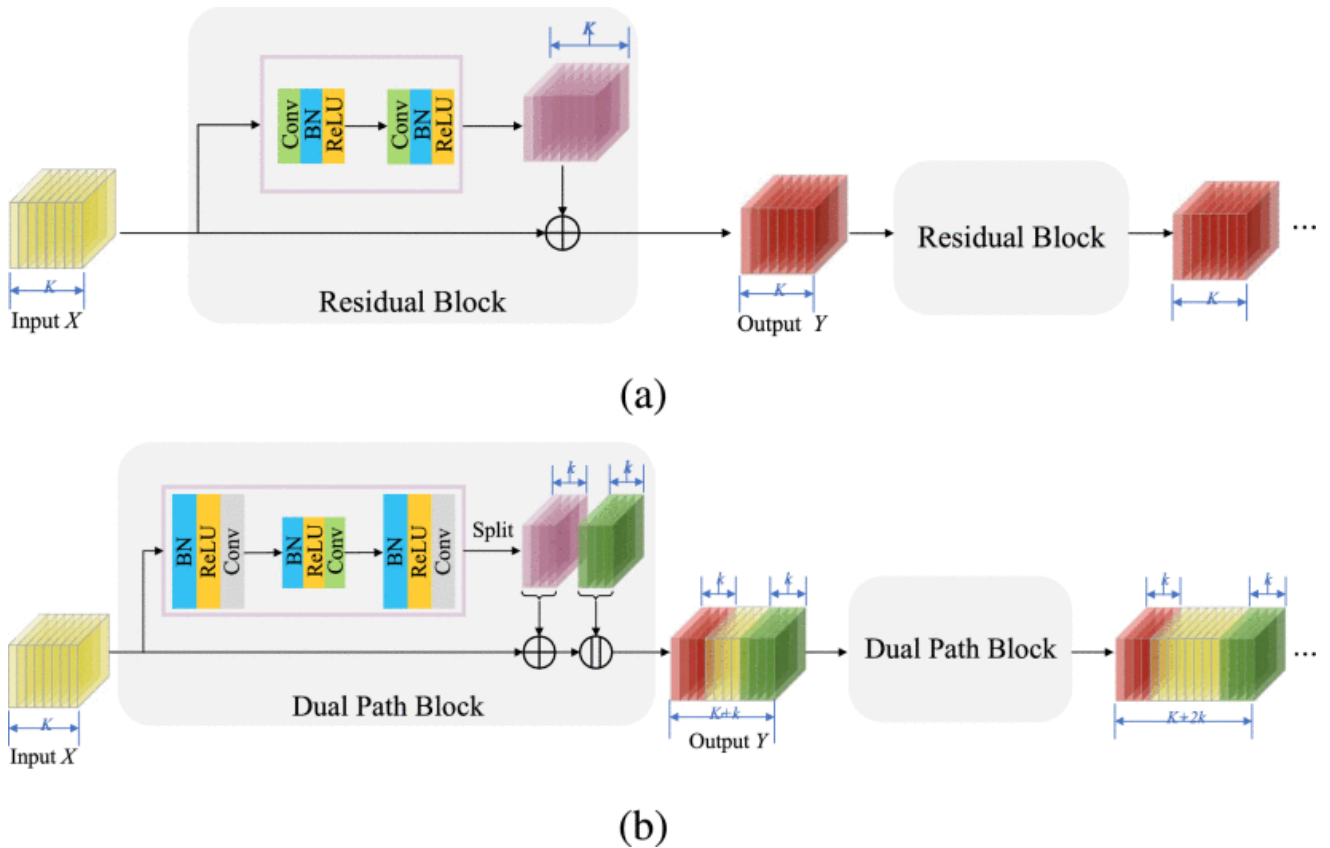 K
Conv
BN
ReLU
Conv
BN
ReLU
K
Input X
Residual Block
K
Output Y
Residual Block
K
...
(a)
k
k
BN
ReLU
Conv
BN
ReLU
Conv
BN
ReLU
Conv
Split
K
Input X
Dual Path Block
k
k
K+k
Output Y
Dual Path Block
k
k
K+2k
...
(b)